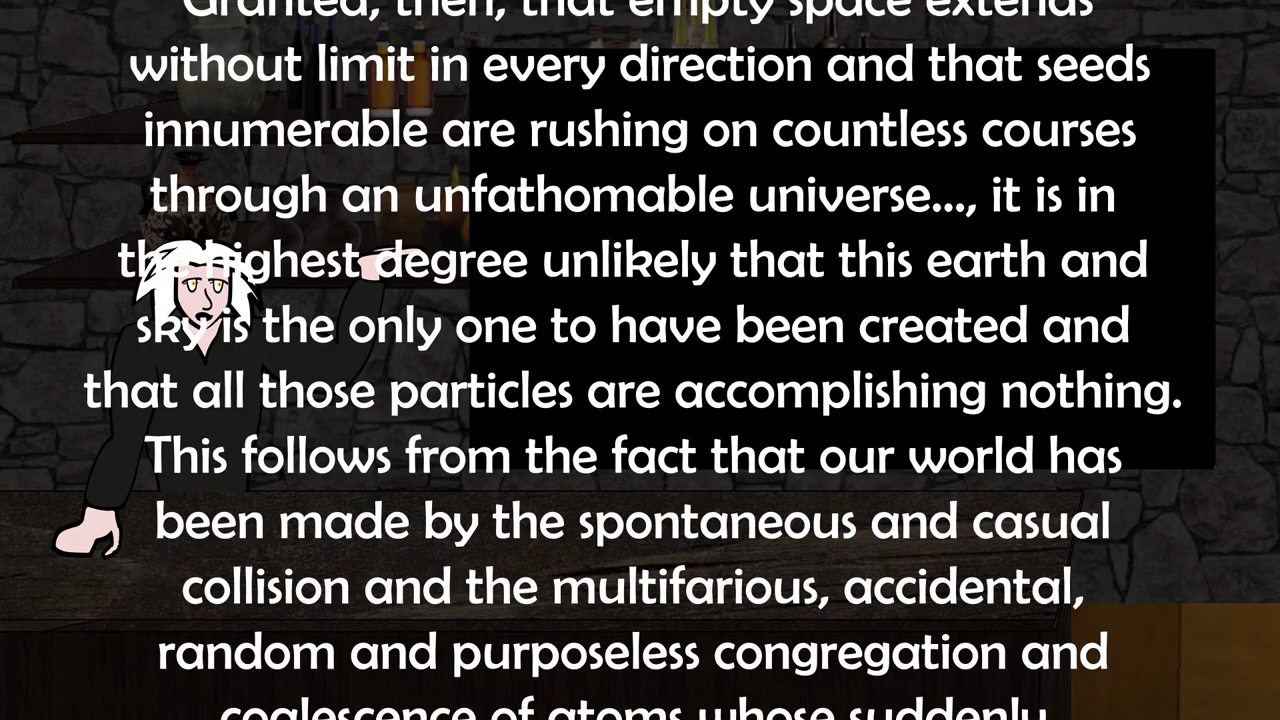 Granted, then, that empty space extends
without limit in every direction and that seeds
innumerable are rushing on countless courses
through an unfathomable universe..., it is in
the highest degree unlikely that this earth and
sky is the only one to have been created and
that all those particles are accomplishing nothing.
This follows from the fact that our world has
been made by the spontaneous and casual
collision and the multifarious, accidental,
random and purposeless congregation and
coalescence of atoms whose suddenly